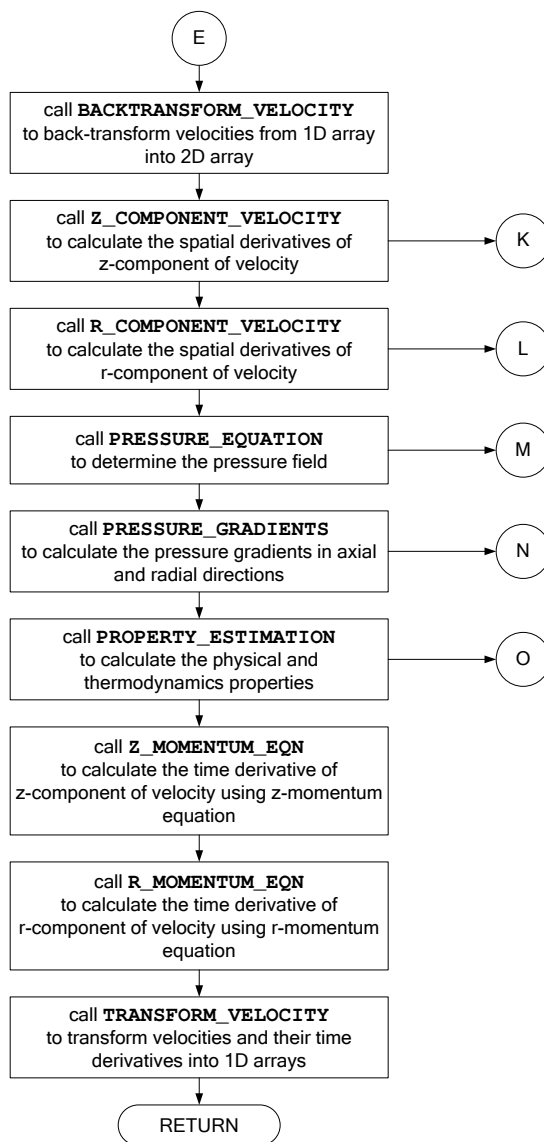 E
call BACKTRANSFORM_VELOCITY
to back-transform velocities from 1D array
into 2D array
call Z_COMPONENT_VELOCITY
to calculate the spatial derivatives of
z-component of velocity
K
call R_COMPONENT_VELOCITY
to calculate the spatial derivatives of
r-component of velocity
L
call PRESSURE_EQUATION
to determine the pressure field
M
call PRESSURE_GRADIENTS
to calculate the pressure gradients in axial
and radial directions
N
call PROPERTY_ESTIMATION
to calculate the physical and
thermodynamics properties
O
call Z_MOMENTUM_EQN
to calculate the time derivative of
z-component of velocity using z-momentum
equation
call R_MOMENTUM_EQN
to calculate the time derivative of
r-component of velocity using r-momentum
equation
call TRANSFORM_VELOCITY
to transform velocities and their time
derivatives into 1D arrays
RETURN